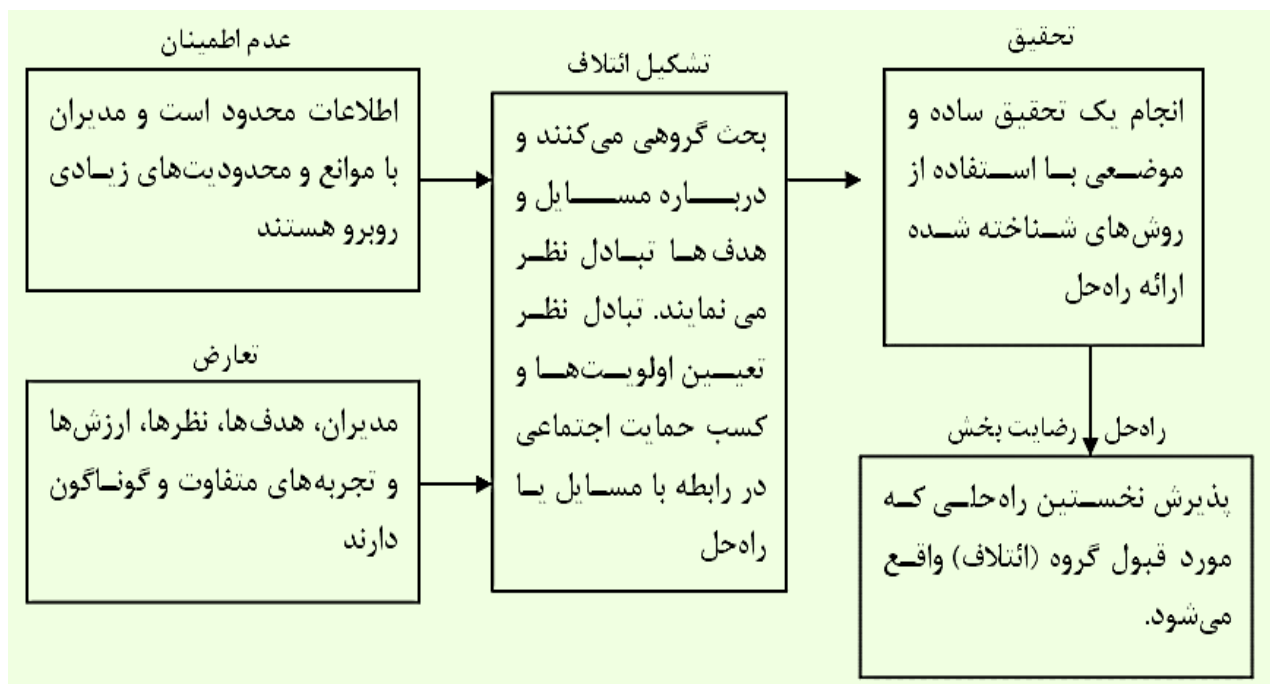 عدم اطمینان
اطلاعات محدود است و مدیران
با موانع و محدودیت‌های زیادی
روبرو هستند
تعارض
مدیران، هدف‌ها، نظرها، ارزش‌ها
و تجربه‌های متفاوت و گوناگون
دارند
تشکیل ائتلاف
بحث گروهی می‌کنند و
درباره مسایل و
هدف ها تبادل نظر
می نمایند. تبادل نظر
تعیین اولویت‌ها و
کسب حمایت اجتماعی
در رابطه با مسایل یا
راه‌حل
تحقیق
انجام یک تحقیق ساده و
موضعی با استفاده از
روش‌های شناخته شده
ارائه راه‌حل
راه‌حل رضایت بخش
پذیرش نخستین راه‌حلی که
مورد قبول گروه (ائتلاف) واقع
می‌شود.